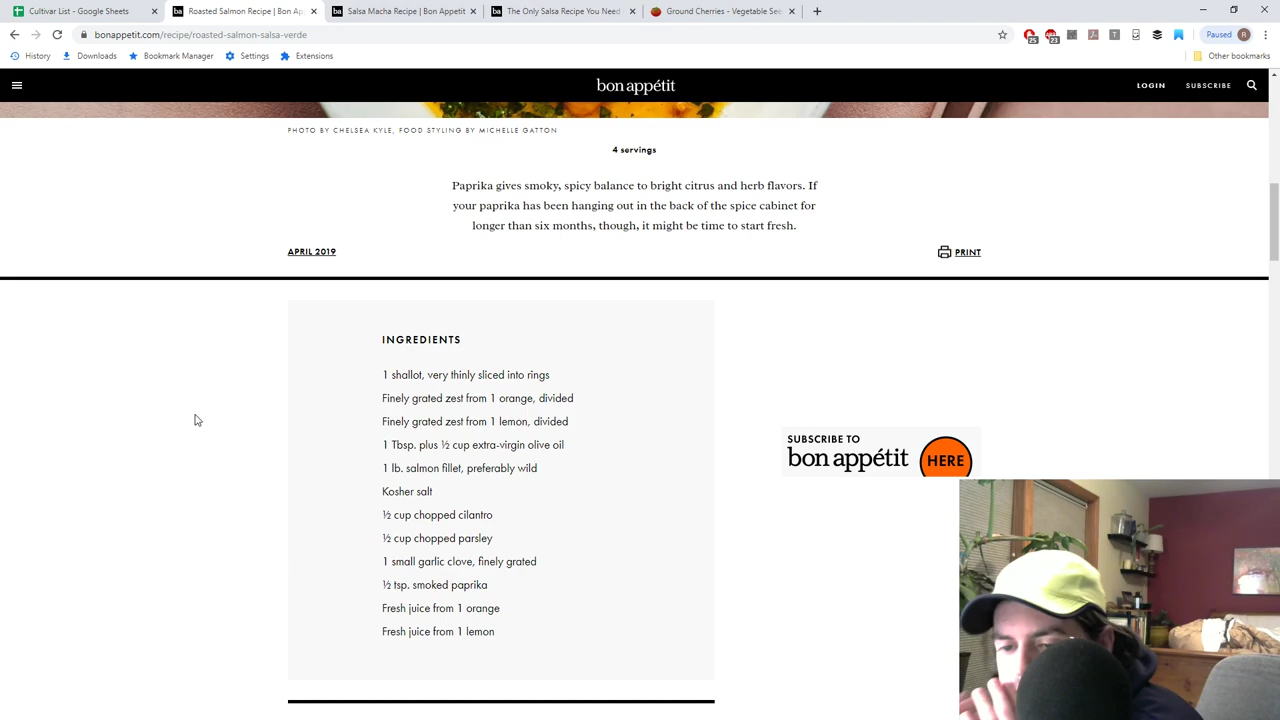 Cultivar List - Google Sheets
Roasted Salmon Recipe | Bon Ap
Salsa Macha Recipe | Bon Appetit
The Only Salsa Recipe You Need
Ground Cherries – Vegetable See
bonappetit.com/recipe/roasted-salmon-salsa-verde
25
23
Paused
R
History
Downloads
Bookmark Manager
Settings
Extensions
Other bookmarks
bon appétit
LOGIN
SUBSCRIBE
PHOTO BY CHELSEA KYLE, FOOD STYLING BY MICHELLE GATTON
4 servings
Paprika gives smoky, spicy balance to bright citrus and herb flavors. If
your paprika has been hanging out in the back of the spice cabinet for
longer than six months, though, it might be time to start fresh.
APRIL 2019
PRINT
INGREDIENTS
1 shallot, very thinly sliced into rings
Finely grated zest from 1 orange, divided
Finely grated zest from 1 lemon, divided
1 Tbsp. plus ½ cup extra-virgin olive oil
1 lb. salmon fillet, preferably wild
Kosher salt
½ cup chopped cilantro
½ cup chopped parsley
1 small garlic clove, finely grated
½ tsp. smoked paprika
Fresh juice from 1 orange
Fresh juice from 1 lemon
SUBSCRIBE TO
bon appétit
HERE